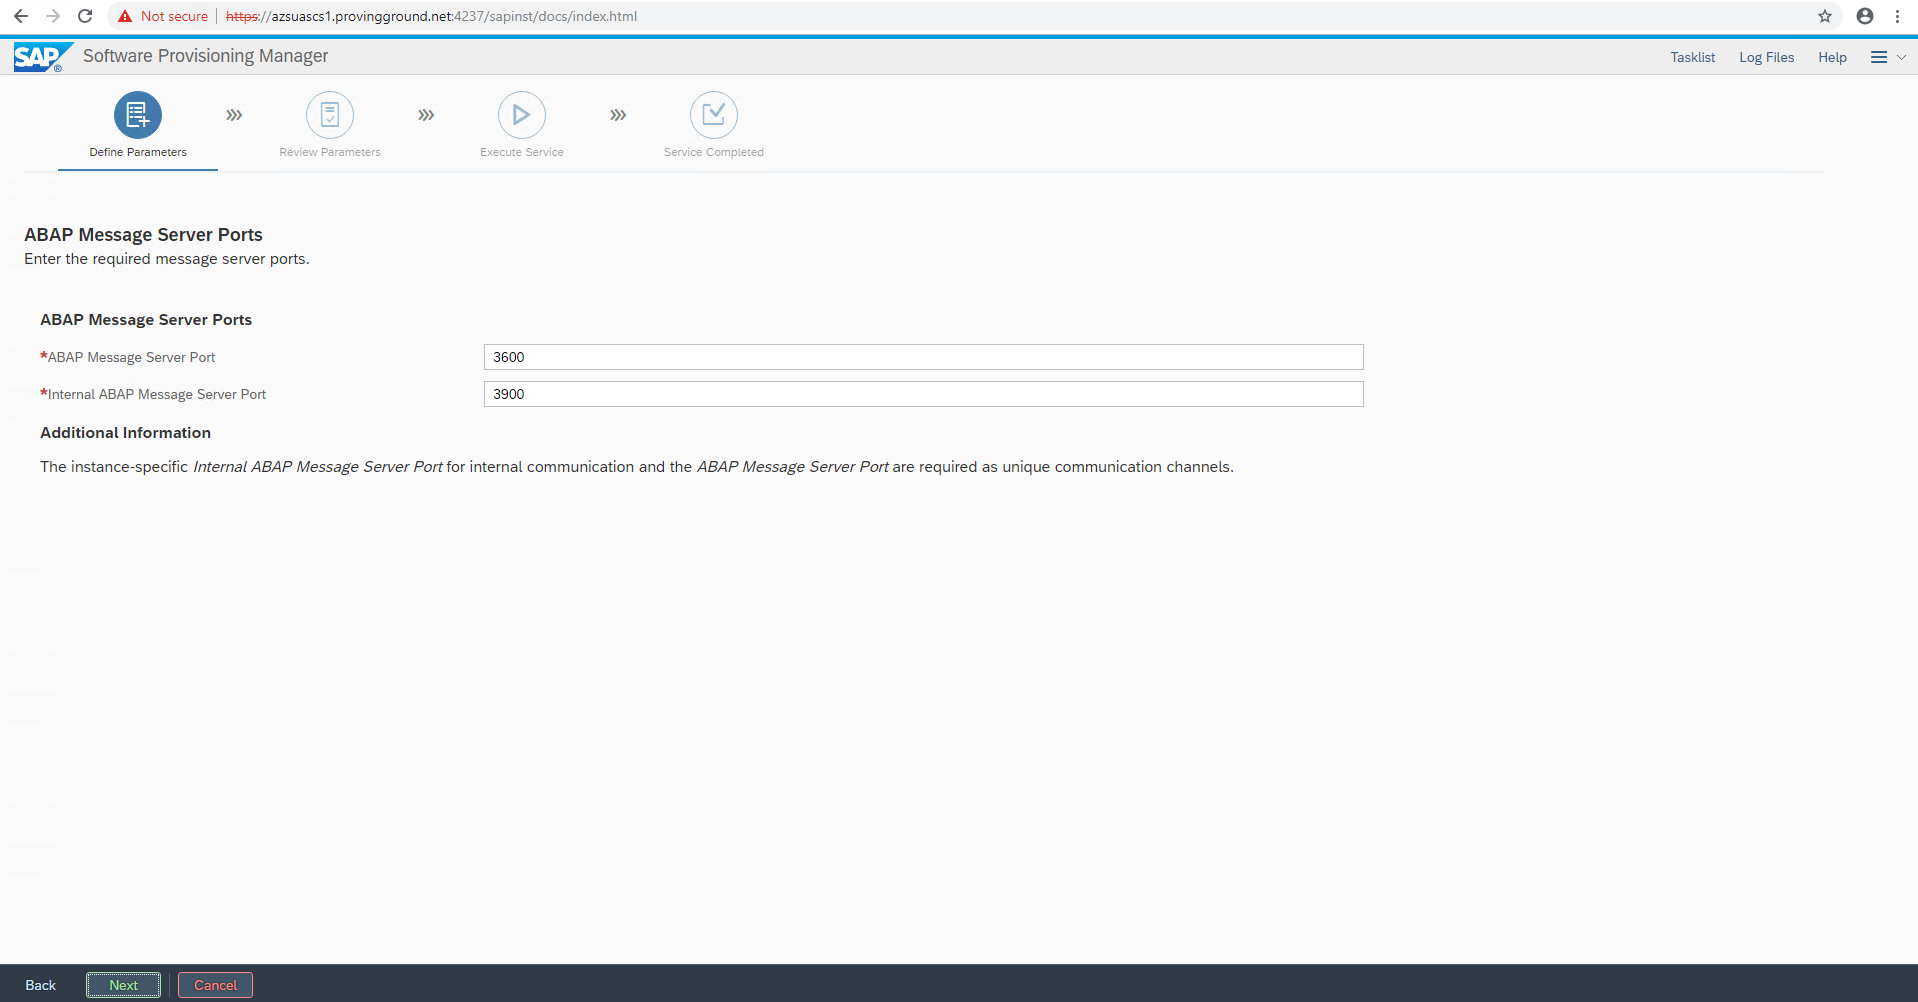 Not secure | https://azsuascs1.provingground.net:4237/sapinst/docs/index.html
SAP ® Software Provisioning Manager Tasklist Log Files Help
Define Parameters Review Parameters Execute Service Service Completed
ABAP Message Server Ports
Enter the required message server ports.
ABAP Message Server Ports
*ABAP Message Server Port 3600
*Internal ABAP Message Server Port 3900
Additional Information
The instance-specific Internal ABAP Message Server Port for internal communication and the ABAP Message Server Port are required as unique communication channels.
Back Next Cancel